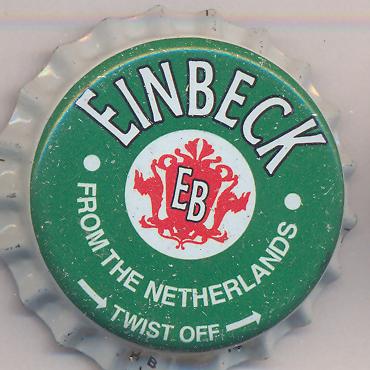 EINBECK
EB
FROM THE NETHERLANDS
TWIST OFF